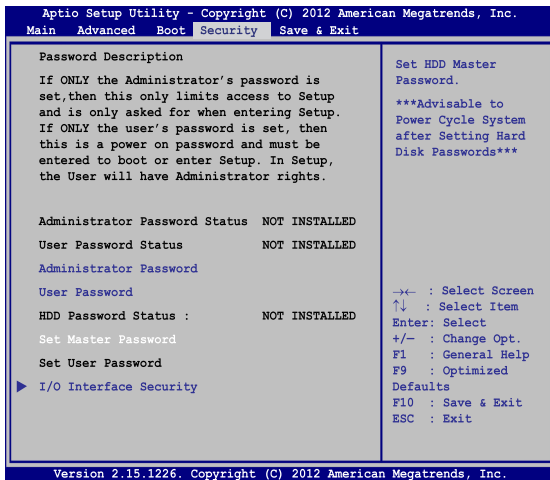 Aptio Setup Utility - Copyright (C) 2012 American Megatrends, Inc.
Main Advanced Boot Security Save & Exit
Password Description
If ONLY the Administrator's password is
set,then this only limits access to Setup
and is only asked for when entering Setup.
If ONLY the user's password is set, then
this is a power on password and must be
entered to boot or enter Setup. In Setup,
the User will have Administrator rights.
Administrator Password Status NOT INSTALLED
User Password Status NOT INSTALLED
Administrator Password
User Password
HDD Password Status : NOT INSTALLED
Set Master Password
Set User Password
I/O Interface Security
Set HDD Master
Password.
***Advisable to
Power Cycle System
after Setting Hard
Disk Passwords***
→← : Select Screen
↑↓ : Select Item
Enter: Select
+/− : Change Opt.
F1 : General Help
F9 : Optimized
Defaults
F10 : Save & Exit
ESC : Exit
Version 2.15.1226. Copyright (C) 2012 American Megatrends, Inc.